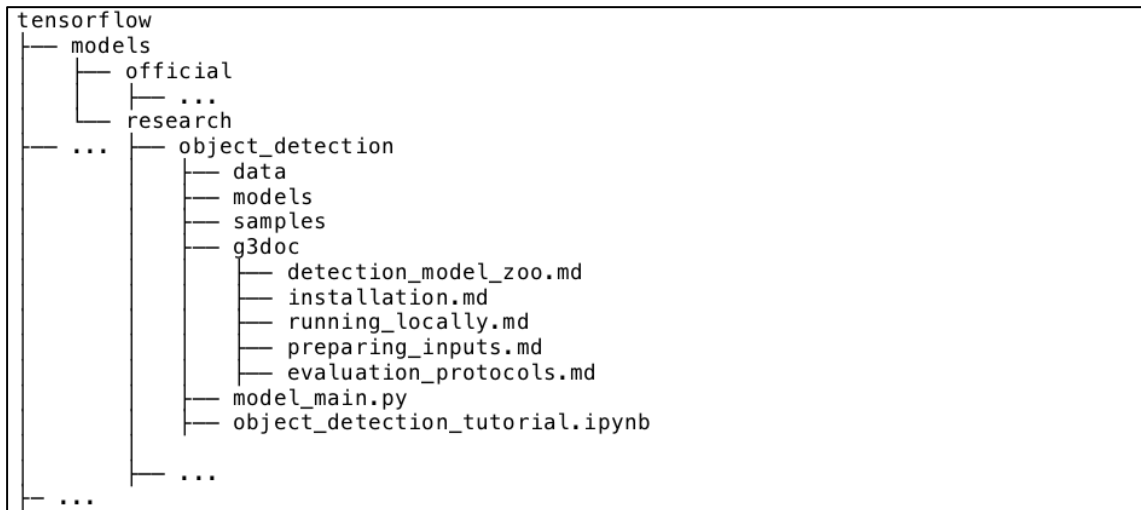 tensorflow
├── models
│   ├── official
│   │   ├── ...
│   └── research
├── ... ├── object_detection
│       │   ├── data
│       │   ├── models
│       │   ├── samples
│       │   ├── g3doc
│       │   │   ├── detection_model_zoo.md
│       │   │   ├── installation.md
│       │   │   ├── running_locally.md
│       │   │   ├── preparing_inputs.md
│       │   │   ├── evaluation_protocols.md
│       │   ├── model_main.py
│       │   ├── object_detection_tutorial.ipynb
│       ├── ...
├─ ...